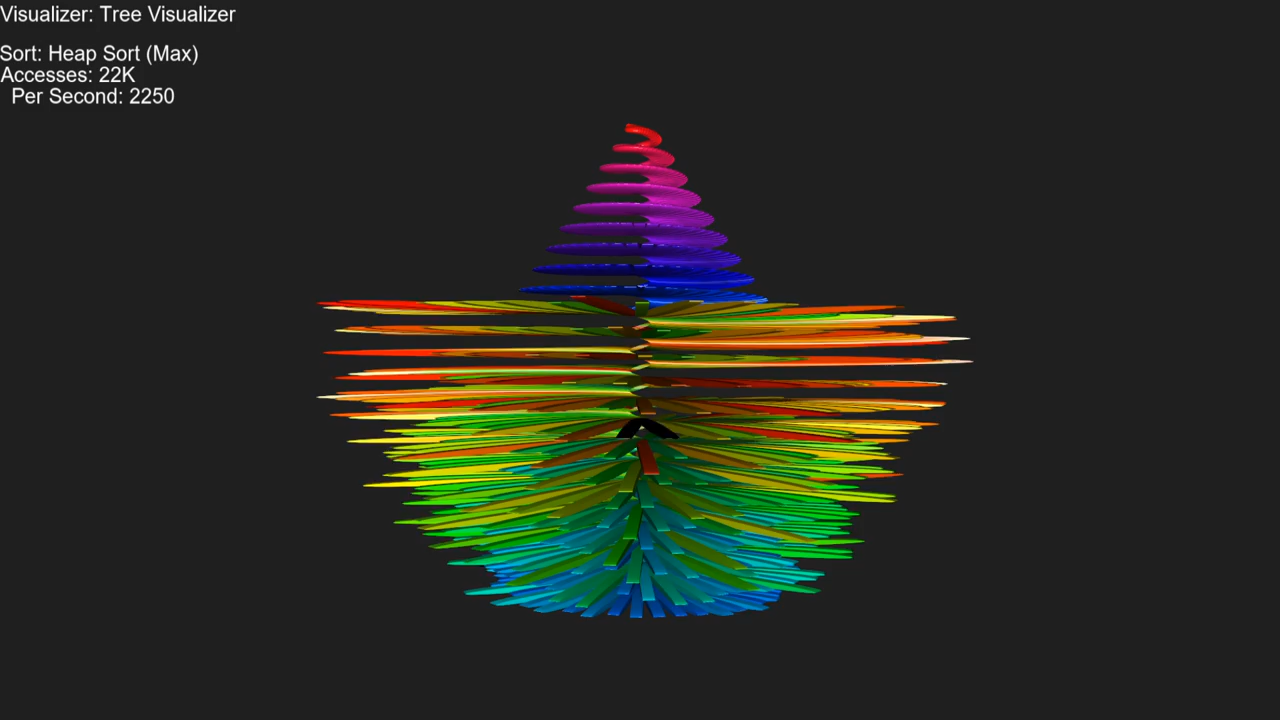 Visualizer: Tree Visualizer
Sort: Heap Sort (Max)
Accesses: 22K
Per Second: 2250